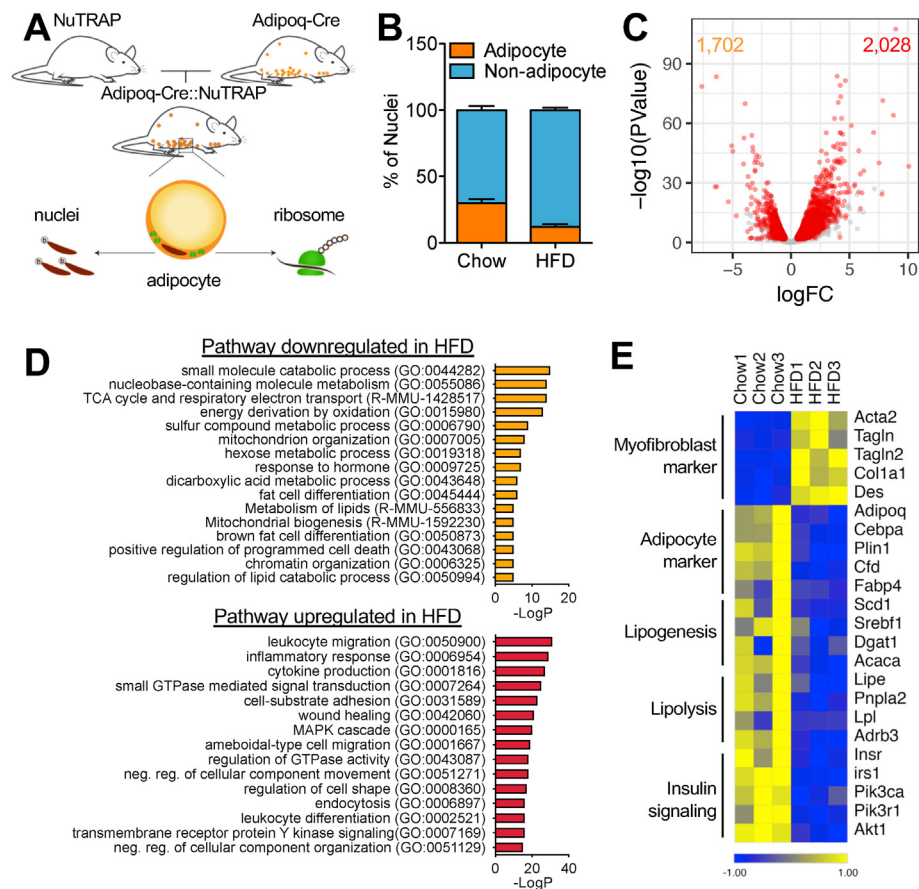 A
NuTRAP
Adipoq-Cre
Adipoq-Cre::NuTRAP
nuclei
ribosome
adipocyte
b
b
b
B
150
100
50
0
% of Nuclei
Adipocyte
Non-adipocyte
Chow
HFD
C
1,702
2,028
90
60
30
0
-log10(PValue)
-5
0
5
10
logFC
D
Pathway downregulated in HFD
small molecule catabolic process (GO:0044282)
nucleobase-containing molecule metabolism (GO:0055086)
TCA cycle and respiratory electron transport (R-MMU-1428517)
energy derivation by oxidation (GO:0015980)
sulfur compound metabolic process (GO:0006790)
mitochondrion organization (GO:0007005)
hexose metabolic process (GO:0019318)
response to hormone (GO:0009725)
dicarboxylic acid metabolic process (GO:0043648)
fat cell differentiation (GO:0045444)
Metabolism of lipids (R-MMU-556833)
Mitochondrial biogenesis (R-MMU-1592230)
brown fat cell differentiation (GO:0050873)
positive regulation of programmed cell death (GO:0043068)
chromatin organization (GO:0006325)
regulation of lipid catabolic process (GO:0050994)
0
10
20
-LogP
Pathway upregulated in HFD
leukocyte migration (GO:0050900)
inflammatory response (GO:0006954)
cytokine production (GO:0001816)
small GTPase mediated signal transduction (GO:0007264)
cell-substrate adhesion (GO:0031589)
wound healing (GO:0042060)
MAPK cascade (GO:0000165)
ameboidal-type cell migration (GO:0001667)
regulation of GTPase activity (GO:0043087)
neg. reg. of cellular component movement (GO:0051271)
regulation of cell shape (GO:0008360)
endocytosis (GO:0006897)
leukocyte differentiation (GO:0002521)
transmembrane receptor protein Y kinase signaling(GO:0007169)
neg. reg. of cellular component organization (GO:0051129)
0
20
40
-LogP
E
Chow1
Chow2
Chow3
HFD1
HFD2
HFD3
Myofibroblast
marker
Adipocyte
marker
Lipogenesis
Lipolysis
Insulin
signaling
Acta2
Tagln
Tagln2
Col1a1
Des
Adipoq
Cebpa
Plin1
Cfd
Fabp4
Scd1
Srebf1
Dgat1
Acaca
Lipe
Pnpla2
Lpl
Adrb3
Insr
irs1
Pik3ca
Pik3r1
Akt1
-1.00
1.00